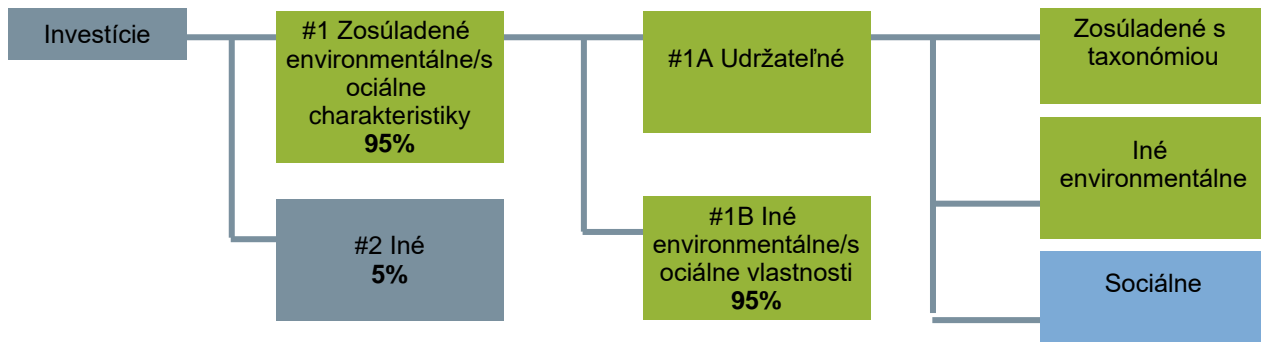 Investície
#1 Zosúladené
environmentálne/s
ociálne
charakteristiky
95%
#2 Iné
5%
#1A Udržateľné
#1B Iné
environmentálne/s
ociálne vlastnosti
95%
Zosúladené s
taxonómiou
Iné
environmentálne
Sociálne